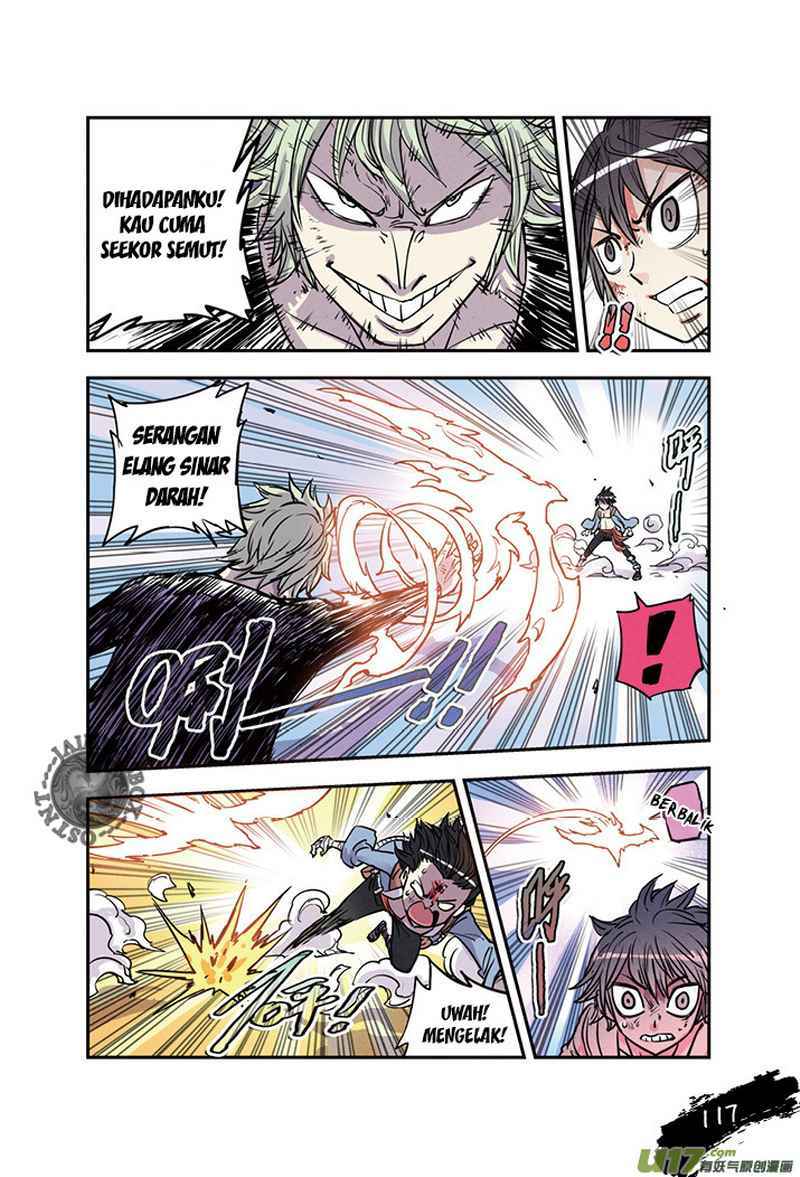 DIHADAPANKU!
KAU CUMA
SEEKOR SEMUT!
!!
SERANGAN
ELANG SINAR
DARAH!
呼
!
!!
BERBALIK
呼
UWAH!
MENGELAK!
117
U17.com
有妖气原创漫画